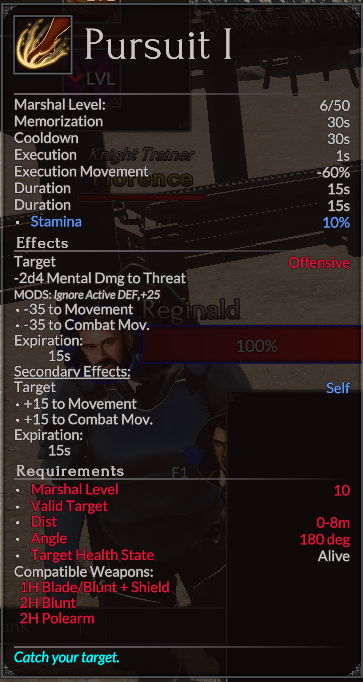 Pursuit I
LVL
Marshal Level: 6/50
Memorization 30s
Cooldown 30s
Execution 1s
Knight Trainer
Execution Movement -60%
Florence
Duration 15s
Duration 15s
• Stamina 10%
Effects
Target Offensive
-2d4 Mental Dmg to Threat
MODS: Ignore Active DEF,+25
• -35 to Movement
• -35 to Combat Mov.
Reginald
Expiration:
15s
100%
Secondary Effects:
Target Self
• +15 to Movement
• +15 to Combat Mov.
Expiration:
15s
F1
Requirements
• Marshal Level 10
• Valid Target
• Dist 0-8m
• Angle 180 deg
• Target Health State Alive
Compatible Weapons:
1H Blade/Blunt + Shield
2H Blunt
2H Polearm
Catch your target.